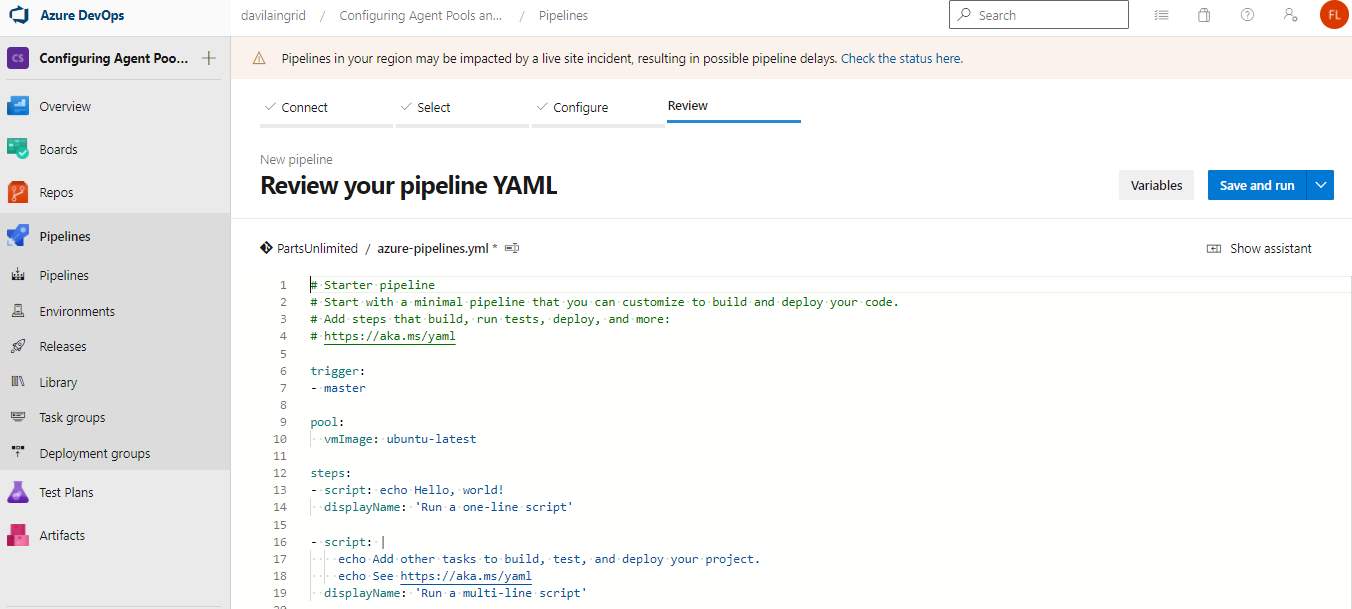 Azure DevOps
davilaingrid / Configuring Agent Pools an... / Pipelines
Search
FL
CS Configuring Agent Poo... +
Pipelines in your region may be impacted by a live site incident, resulting in possible pipeline delays. Check the status here.
Overview
Boards
Repos
Pipelines
Pipelines
Environments
Releases
Library
Task groups
Deployment groups
Test Plans
Artifacts
Connect
Select
Configure
Review
New pipeline
Review your pipeline YAML
Variables
Save and run
PartsUnlimited / azure-pipelines.yml *
Show assistant
1 # Starter pipeline
2 # Start with a minimal pipeline that you can customize to build and deploy your code.
3 # Add steps that build, run tests, deploy, and more:
4 # https://aka.ms/yaml
5
6 trigger:
7 - master
8
9 pool:
10   vmImage: ubuntu-latest
11
12 steps:
13 - script: echo Hello, world!
14   displayName: 'Run a one-line script'
15
16 - script: |
17     echo Add other tasks to build, test, and deploy your project.
18     echo See https://aka.ms/yaml
19   displayName: 'Run a multi-line script'
20